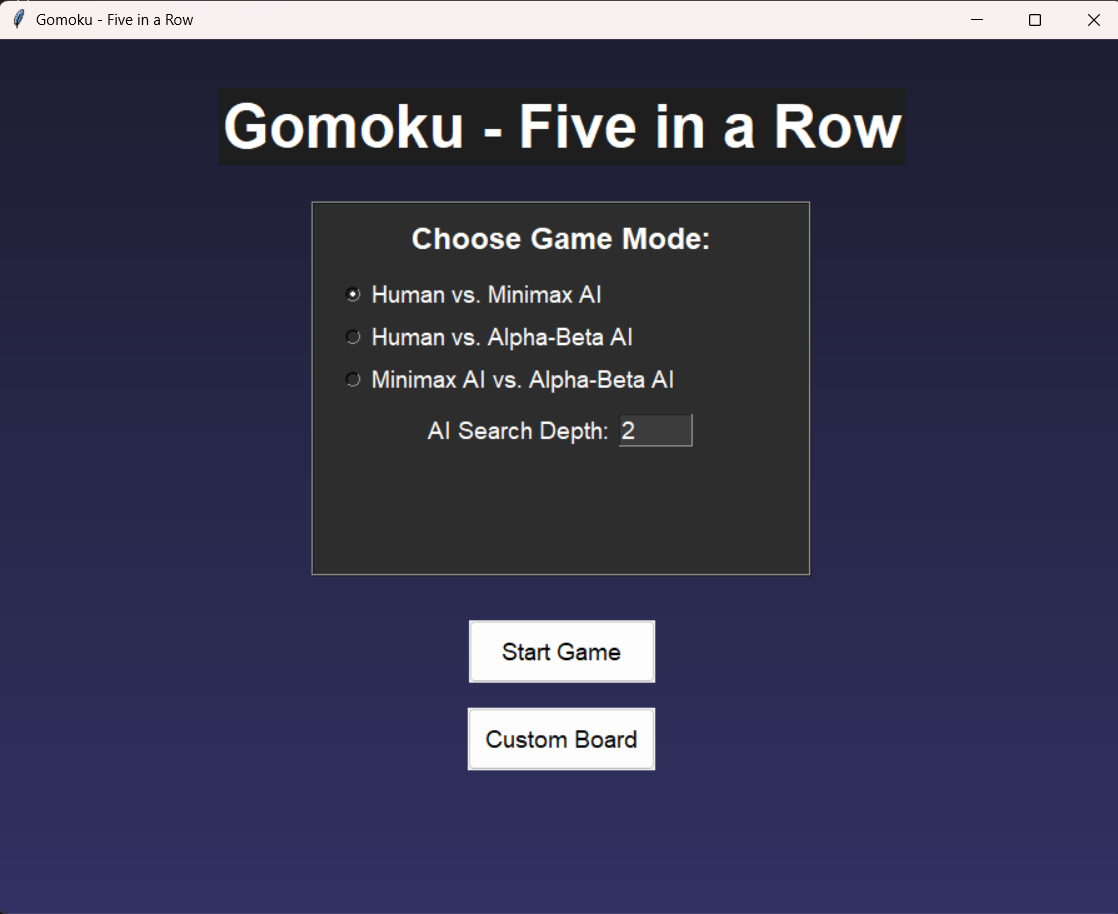 Gomoku - Five in a Row
Gomoku - Five in a Row
Choose Game Mode:
Human vs. Minimax AI
Human vs. Alpha-Beta AI
Minimax AI vs. Alpha-Beta AI
AI Search Depth: 2
Start Game
Custom Board